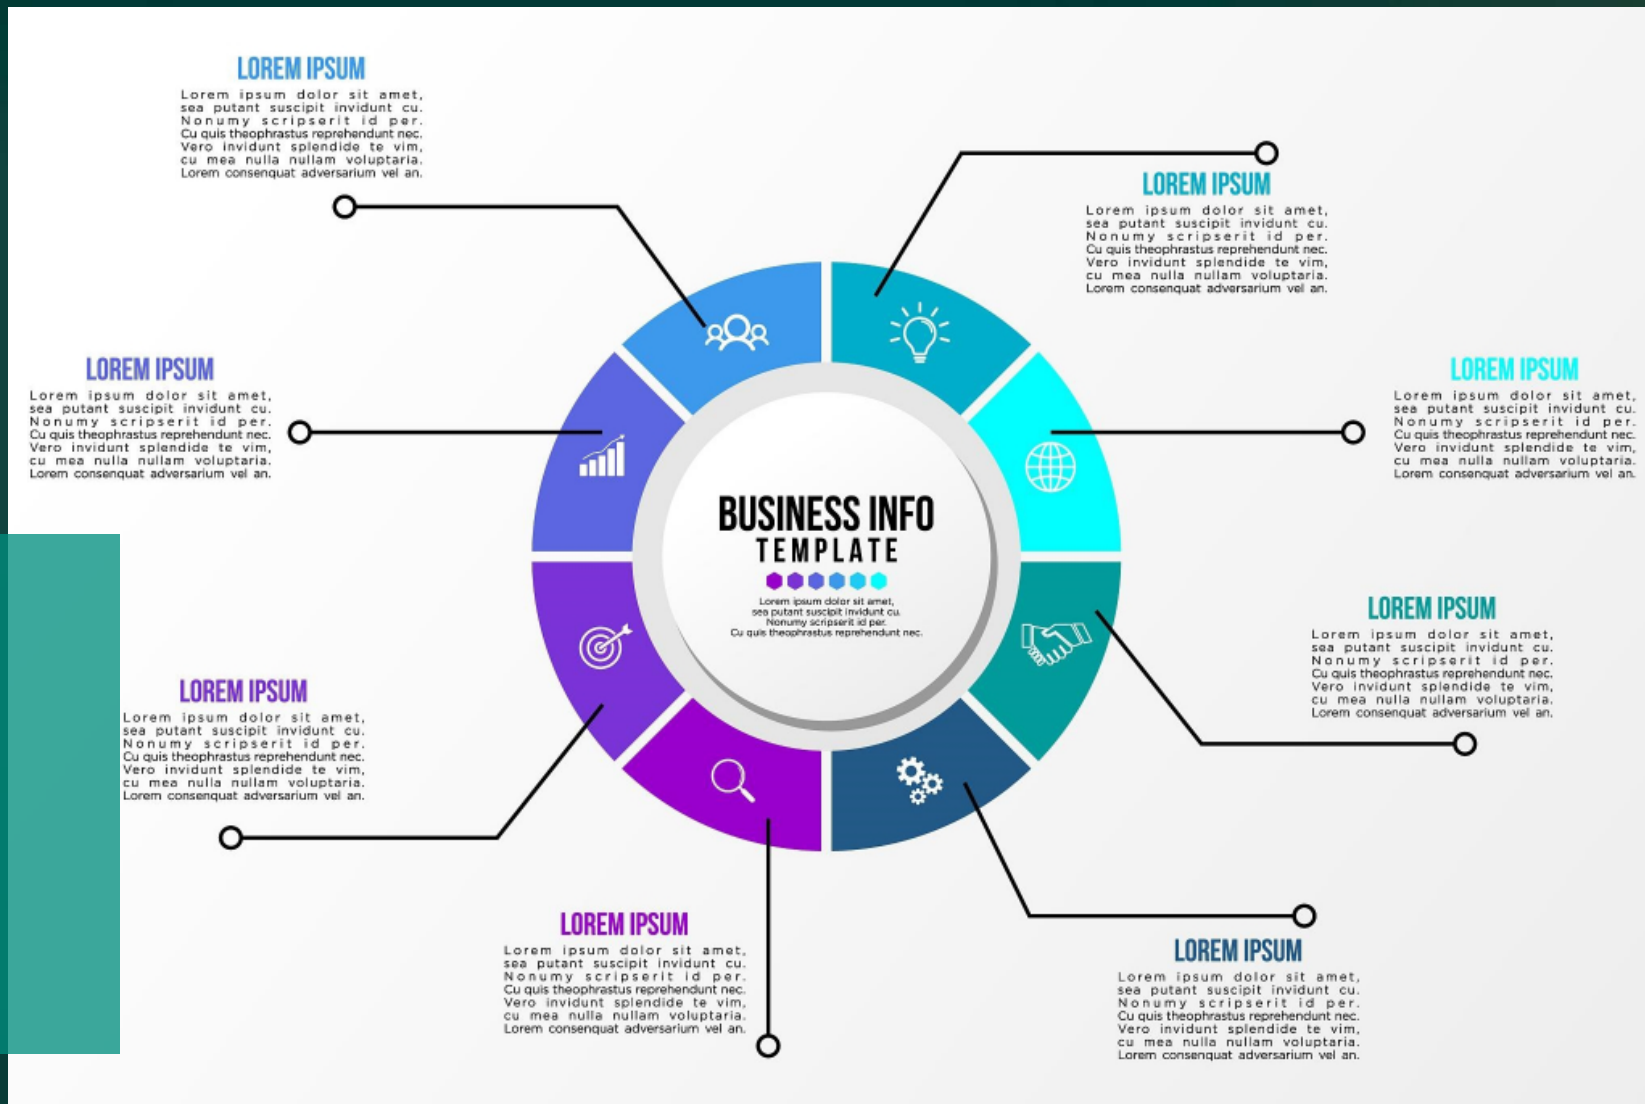 LOREM IPSUM
Lorem ipsum dolor sit amet,
sea putant suscipit invidunt cu.
Nonumy scripserit id per.
Cu quis theophrastus reprehendunt nec.
Vero invidunt splendide te vim,
cu mea nulla nullam voluptaria.
Lorem consenquat adversarium vel an.
LOREM IPSUM
Lorem ipsum dolor sit amet,
sea putant suscipit invidunt cu.
Nonumy scripserit id per.
Cu quis theophrastus reprehendunt nec.
Vero invidunt splendide te vim,
cu mea nulla nullam voluptaria.
Lorem consenquat adversarium vel an.
LOREM IPSUM
Lorem ipsum dolor sit amet,
sea putant suscipit invidunt cu.
Nonumy scripserit id per.
Cu quis theophrastus reprehendunt nec.
Vero invidunt splendide te vim,
cu mea nulla nullam voluptaria.
Lorem consenquat adversarium vel an.
LOREM IPSUM
Lorem ipsum dolor sit amet,
sea putant suscipit invidunt cu.
Nonumy scripserit id per.
Cu quis theophrastus reprehendunt nec.
Vero invidunt splendide te vim,
cu mea nulla nullam voluptaria.
Lorem consenquat adversarium vel an.
BUSINESS INFO
TEMPLATE
Lorem ipsum dolor sit amet,
sea putant suscipit invidunt cu.
Nonumy scripserit id per.
Cu quis theophrastus reprehendunt nec.
LOREM IPSUM
Lorem ipsum dolor sit amet,
sea putant suscipit invidunt cu.
Nonumy scripserit id per.
Cu quis theophrastus reprehendunt nec.
Vero invidunt splendide te vim,
cu mea nulla nullam voluptaria.
Lorem consenquat adversarium vel an.
LOREM IPSUM
Lorem ipsum dolor sit amet,
sea putant suscipit invidunt cu.
Nonumy scripserit id per.
Cu quis theophrastus reprehendunt nec.
Vero invidunt splendide te vim,
cu mea nulla nullam voluptaria.
Lorem consenquat adversarium vel an.
LOREM IPSUM
Lorem ipsum dolor sit amet,
sea putant suscipit invidunt cu.
Nonumy scripserit id per.
Cu quis theophrastus reprehendunt nec.
Vero invidunt splendide te vim,
cu mea nulla nullam voluptaria.
Lorem consenquat adversarium vel an.
LOREM IPSUM
Lorem ipsum dolor sit amet,
sea putant suscipit invidunt cu.
Nonumy scripserit id per.
Cu quis theophrastus reprehendunt nec.
Vero invidunt splendide te vim,
cu mea nulla nullam voluptaria.
Lorem consenquat adversarium vel an.